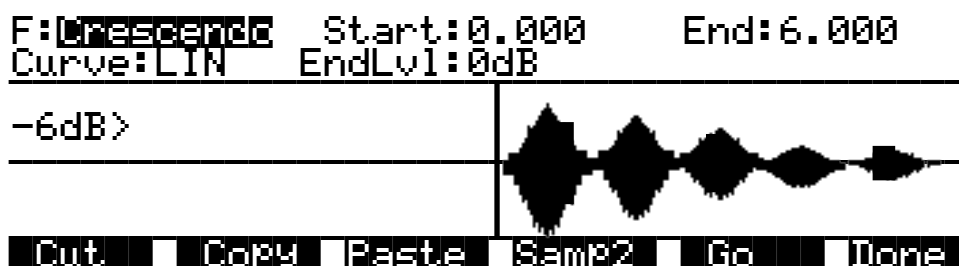 F:Crescendo Start:0.000 End:6.000
Curve:LIN EndLvl:0dB
-6dB>
Cut Copy Paste Samp2 Go Done